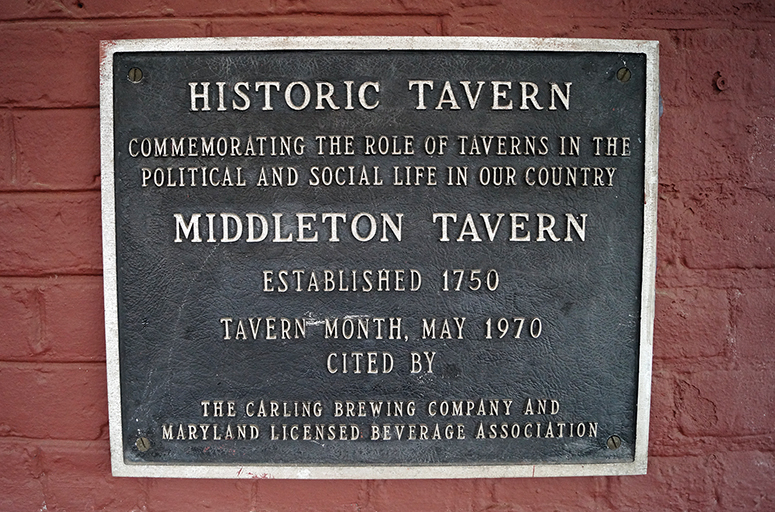 HISTORIC TAVERN
COMMEMORATING THE ROLE OF TAVERNS IN THE
POLITICAL AND SOCIAL LIFE IN OUR COUNTRY
MIDDLETON TAVERN
ESTABLISHED 1750
TAVERN MONTH, MAY 1970
CITED BY
THE CARLING BREWING COMPANY AND
MARYLAND LICENSED BEVERAGE ASSOCIATION